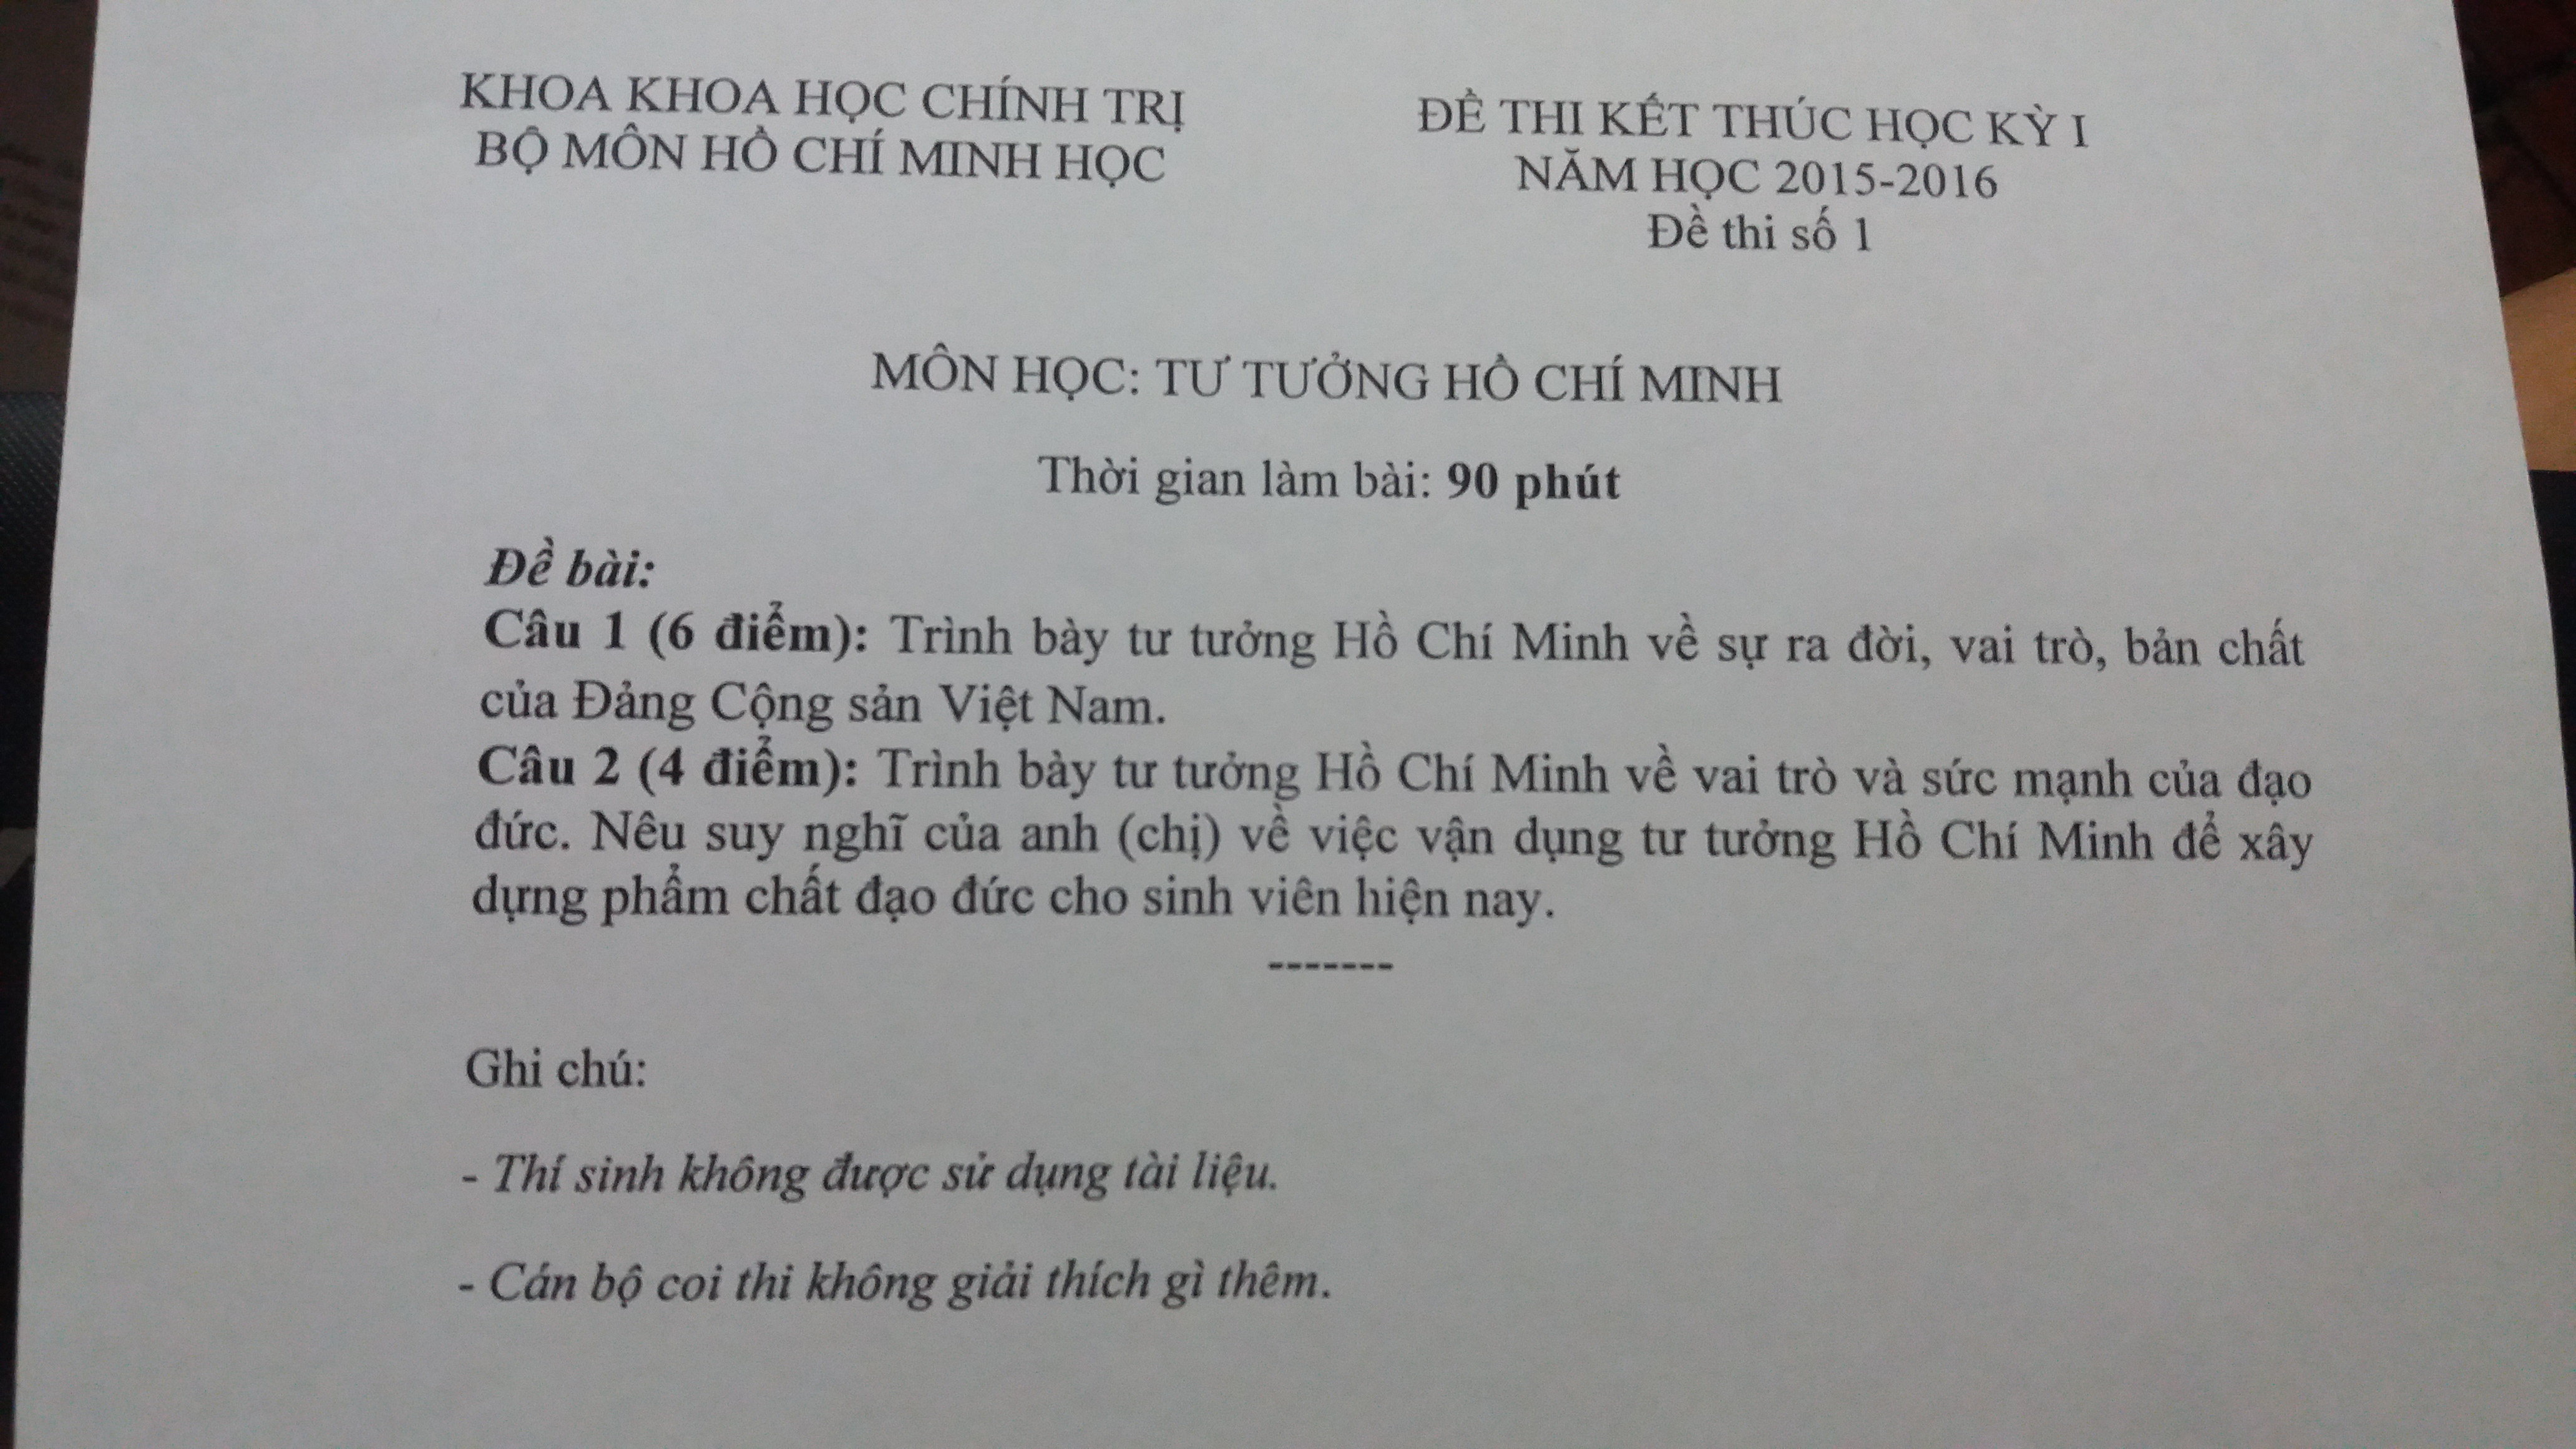 KHOA KHOA HỌC CHÍNH TRỊ
BỘ MÔN HỒ CHÍ MINH HỌC
ĐỀ THI KẾT THÚC HỌC KỲ I
NĂM HỌC 2015-2016
Đề thi số 1
MÔN HỌC: TƯ TƯỞNG HỒ CHÍ MINH
Thời gian làm bài: 90 phút
Đề bài:
Câu 1 (6 điểm): Trình bày tư tưởng Hồ Chí Minh về sự ra đời, vai trò, bản chất
của Đảng Cộng sản Việt Nam.
Câu 2 (4 điểm): Trình bày tư tưởng Hồ Chí Minh về vai trò và sức mạnh của đạo
đức. Nêu suy nghĩ của anh (chị) về việc vận dụng tư tưởng Hồ Chí Minh để xây
dựng phẩm chất đạo đức cho sinh viên hiện nay.
-------
Ghi chú:
- Thí sinh không được sử dụng tài liệu.
- Cán bộ coi thi không giải thích gì thêm.